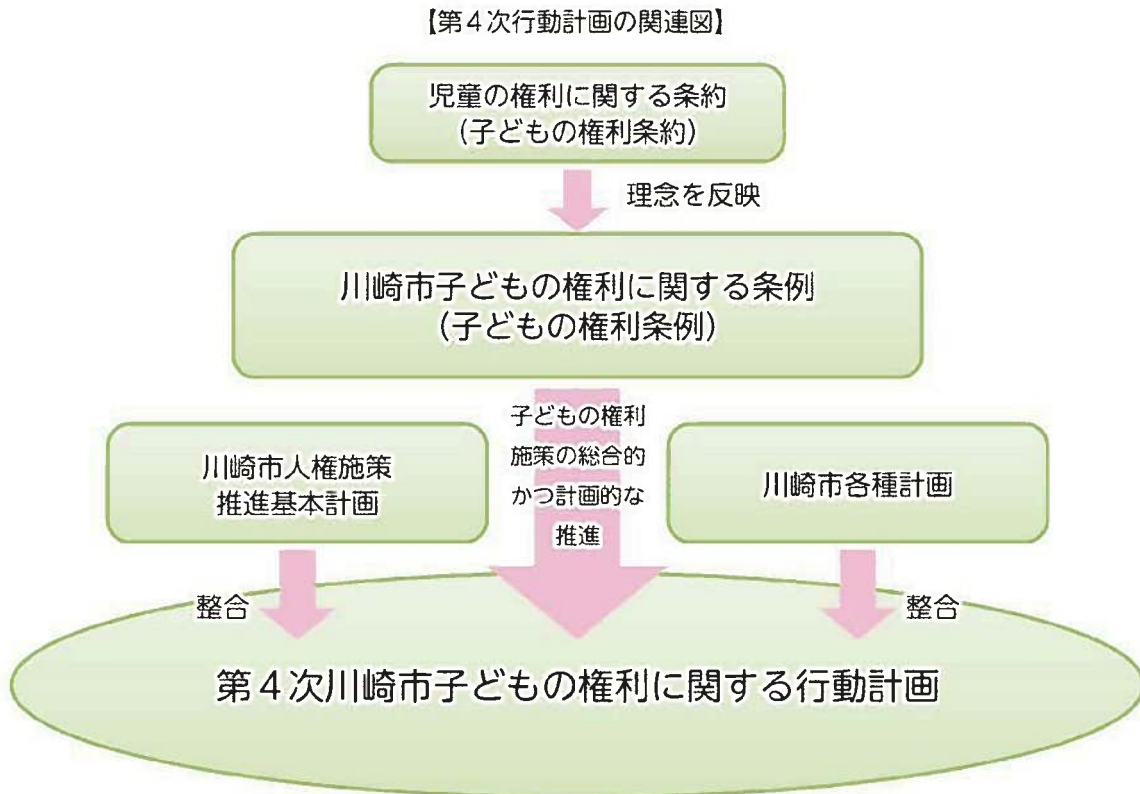 【第４次行動計画の関連図】
児童の権利に関する条約
(子どもの権利条約)
理念を反映
川崎市子どもの権利に関する条例
(子どもの権利条例)
子どもの権利
施策の総合的
かつ計画的な
推進
川崎市人権施策
推進基本計画
川崎市各種計画
整合
整合
第４次川崎市子どもの権利に関する行動計画